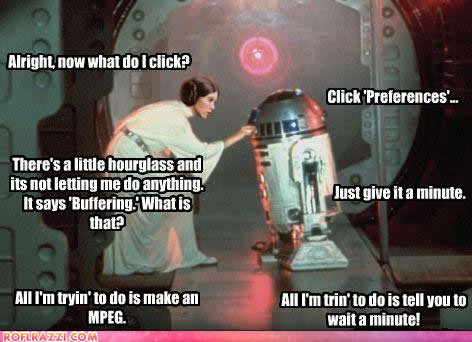 Alright, now what do I click?
Click 'Preferences'...
There's a little hourglass and
its not letting me do anything.
It says 'Buffering.' What is
that?
Just give it a minute.
All I'm tryin' to do is make an
MPEG.
All I'm trin' to do is tell you to
wait a minute!
ROFLRAZZI.COM